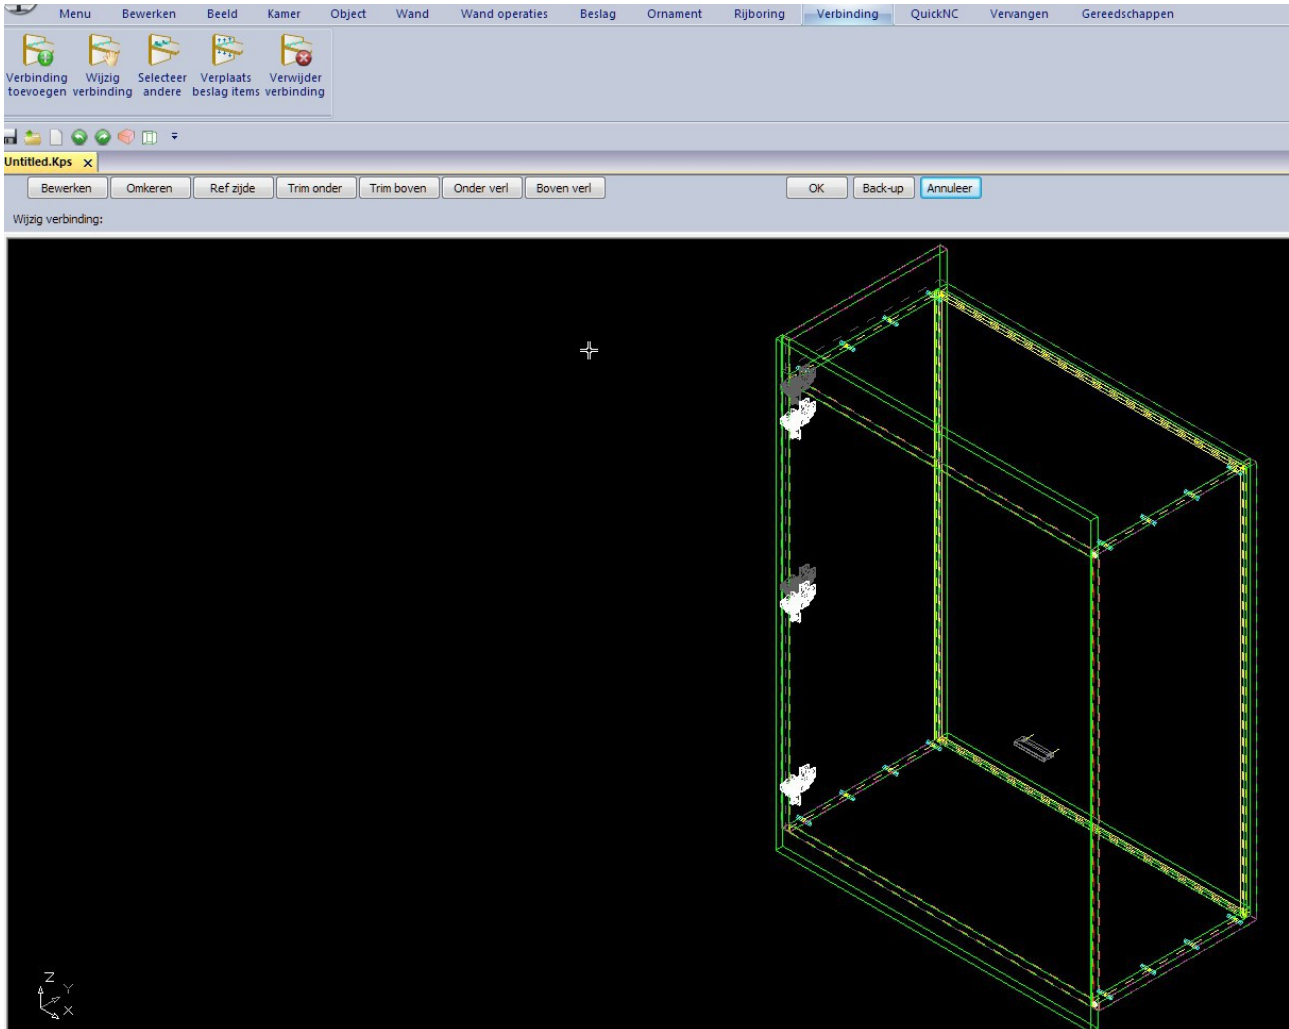 Menu Bewerken Beeld Kamer Object Wand Wand operaties Beslag Ornament Rijboring Verbinding QuickNC Vervangen Gereedschappen
Verbinding toevoegen
Wijzig verbinding
Selecteer andere
Verplaats beslag items
Verwijder verbinding
Untitled.Kps x
Bewerken Omkeren Ref zijde Trim onder Trim boven Onder verl Boven verl OK Back-up Annuleer
Wijzig verbinding:
Z
Y
X